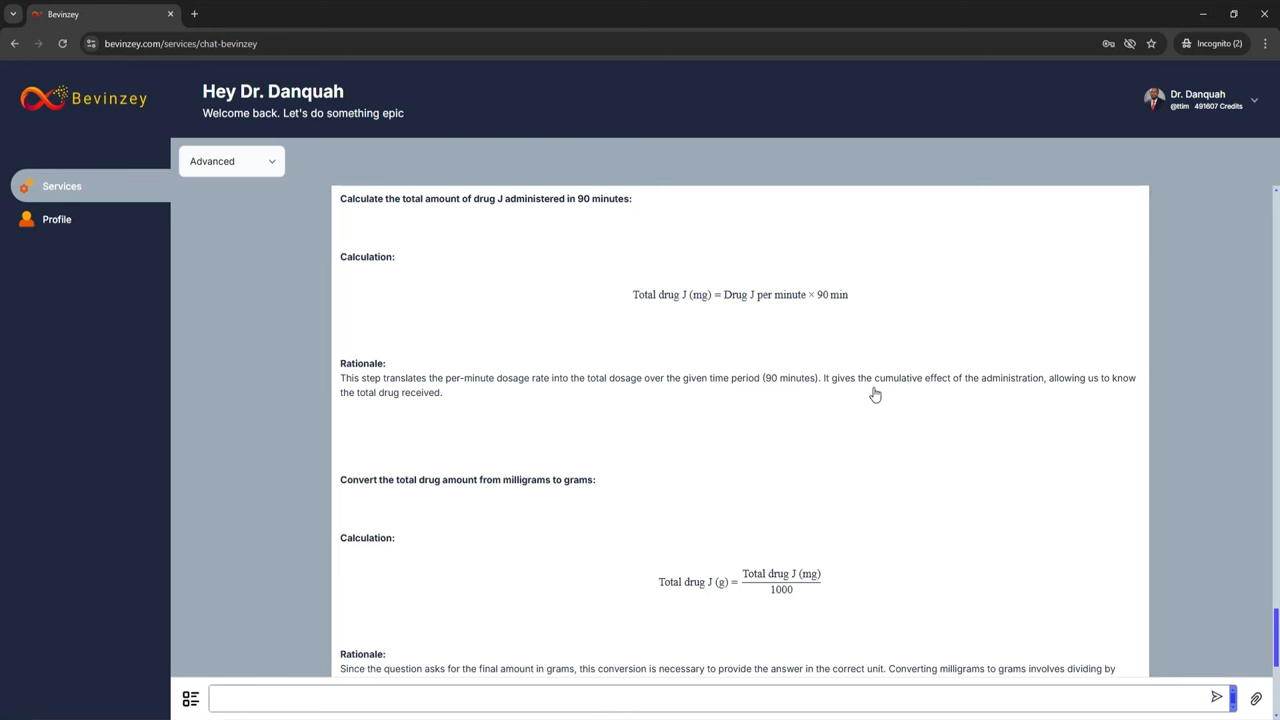 Bevinzey
bevinzey.com/services/chat-bevinzey
Incognito (2)
Bevinzey
Hey Dr. Danquah
Welcome back. Let's do something epic
Dr. Danquah
@ttim 491607 Credits
Services
Profile
Advanced
Calculate the total amount of drug J administered in 90 minutes:
Calculation:
Total drug J (mg) = Drug J per minute × 90 min
Rationale:
This step translates the per-minute dosage rate into the total dosage over the given time period (90 minutes). It gives the cumulative effect of the administration, allowing us to know
the total drug received.
Convert the total drug amount from milligrams to grams:
Calculation:
Total drug J (g) = Total drug J (mg) / 1000
Rationale:
Since the question asks for the final amount in grams, this conversion is necessary to provide the answer in the correct unit. Converting milligrams to grams involves dividing by